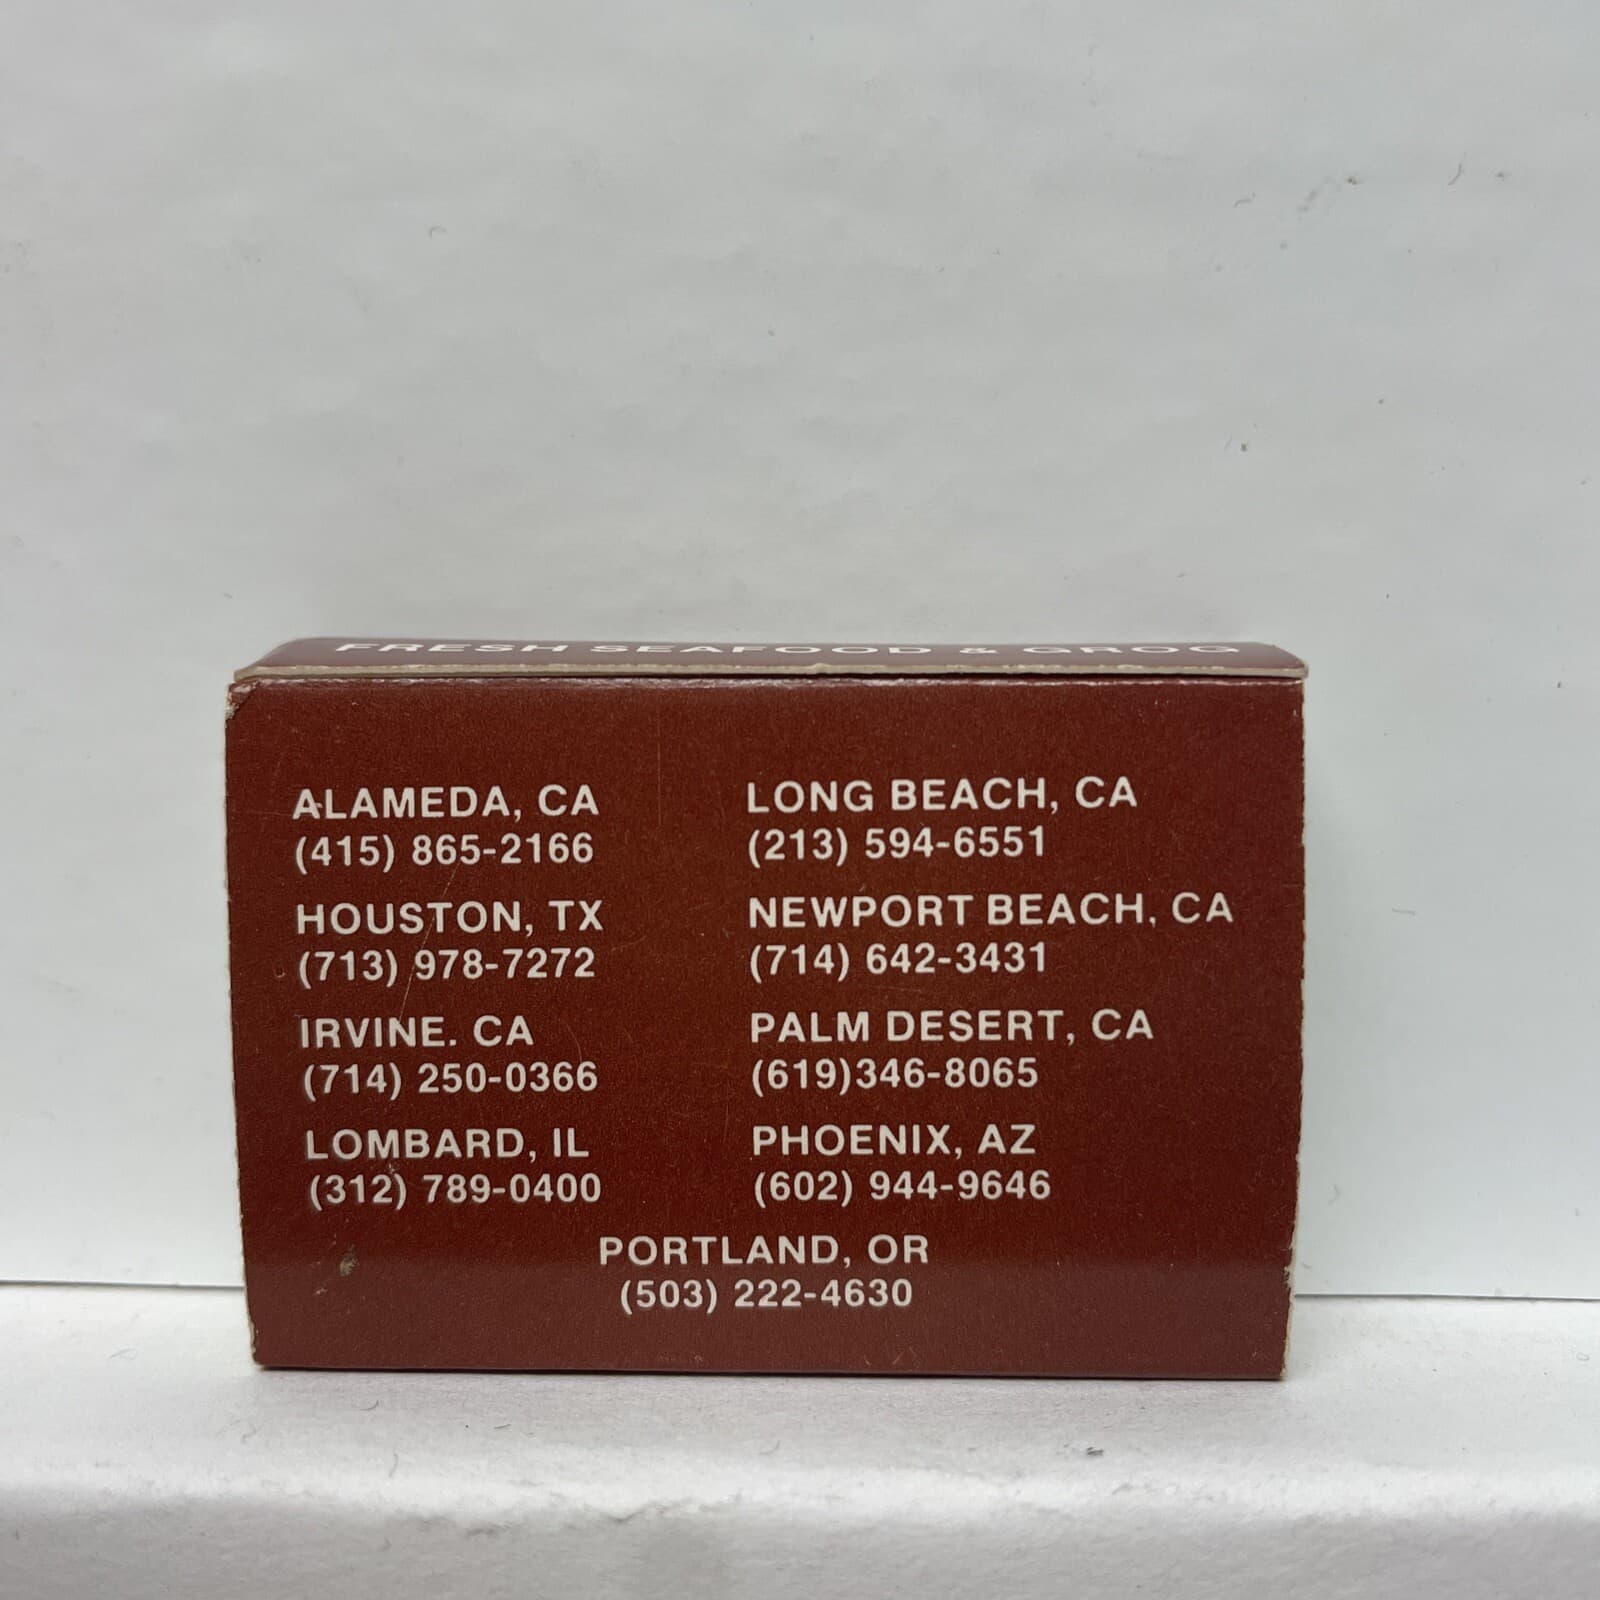 FRESH SEAFOOD & GROG
ALAMEDA, CA
(415) 865-2166
HOUSTON, TX
(713) 978-7272
IRVINE. CA
(714) 250-0366
LOMBARD, IL
(312) 789-0400
LONG BEACH, CA
(213) 594-6551
NEWPORT BEACH, CA
(714) 642-3431
PALM DESERT, CA
(619)346-8065
PHOENIX, AZ
(602) 944-9646
PORTLAND, OR
(503) 222-4630